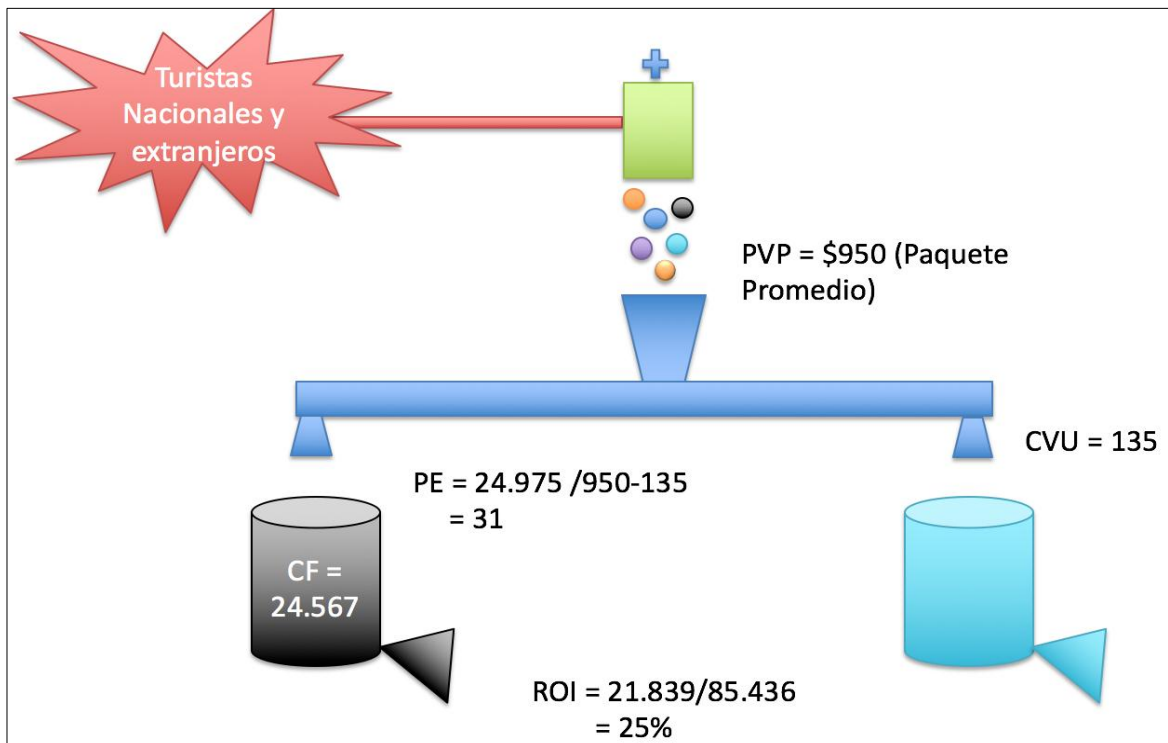 Turistas
Nacionales y
extranjeros
PVP = $950 (Paquete
Promedio)
CVU = 135
PE = 24.975 /950-135
= 31
CF =
24.567
ROI = 21.839/85.436
= 25%